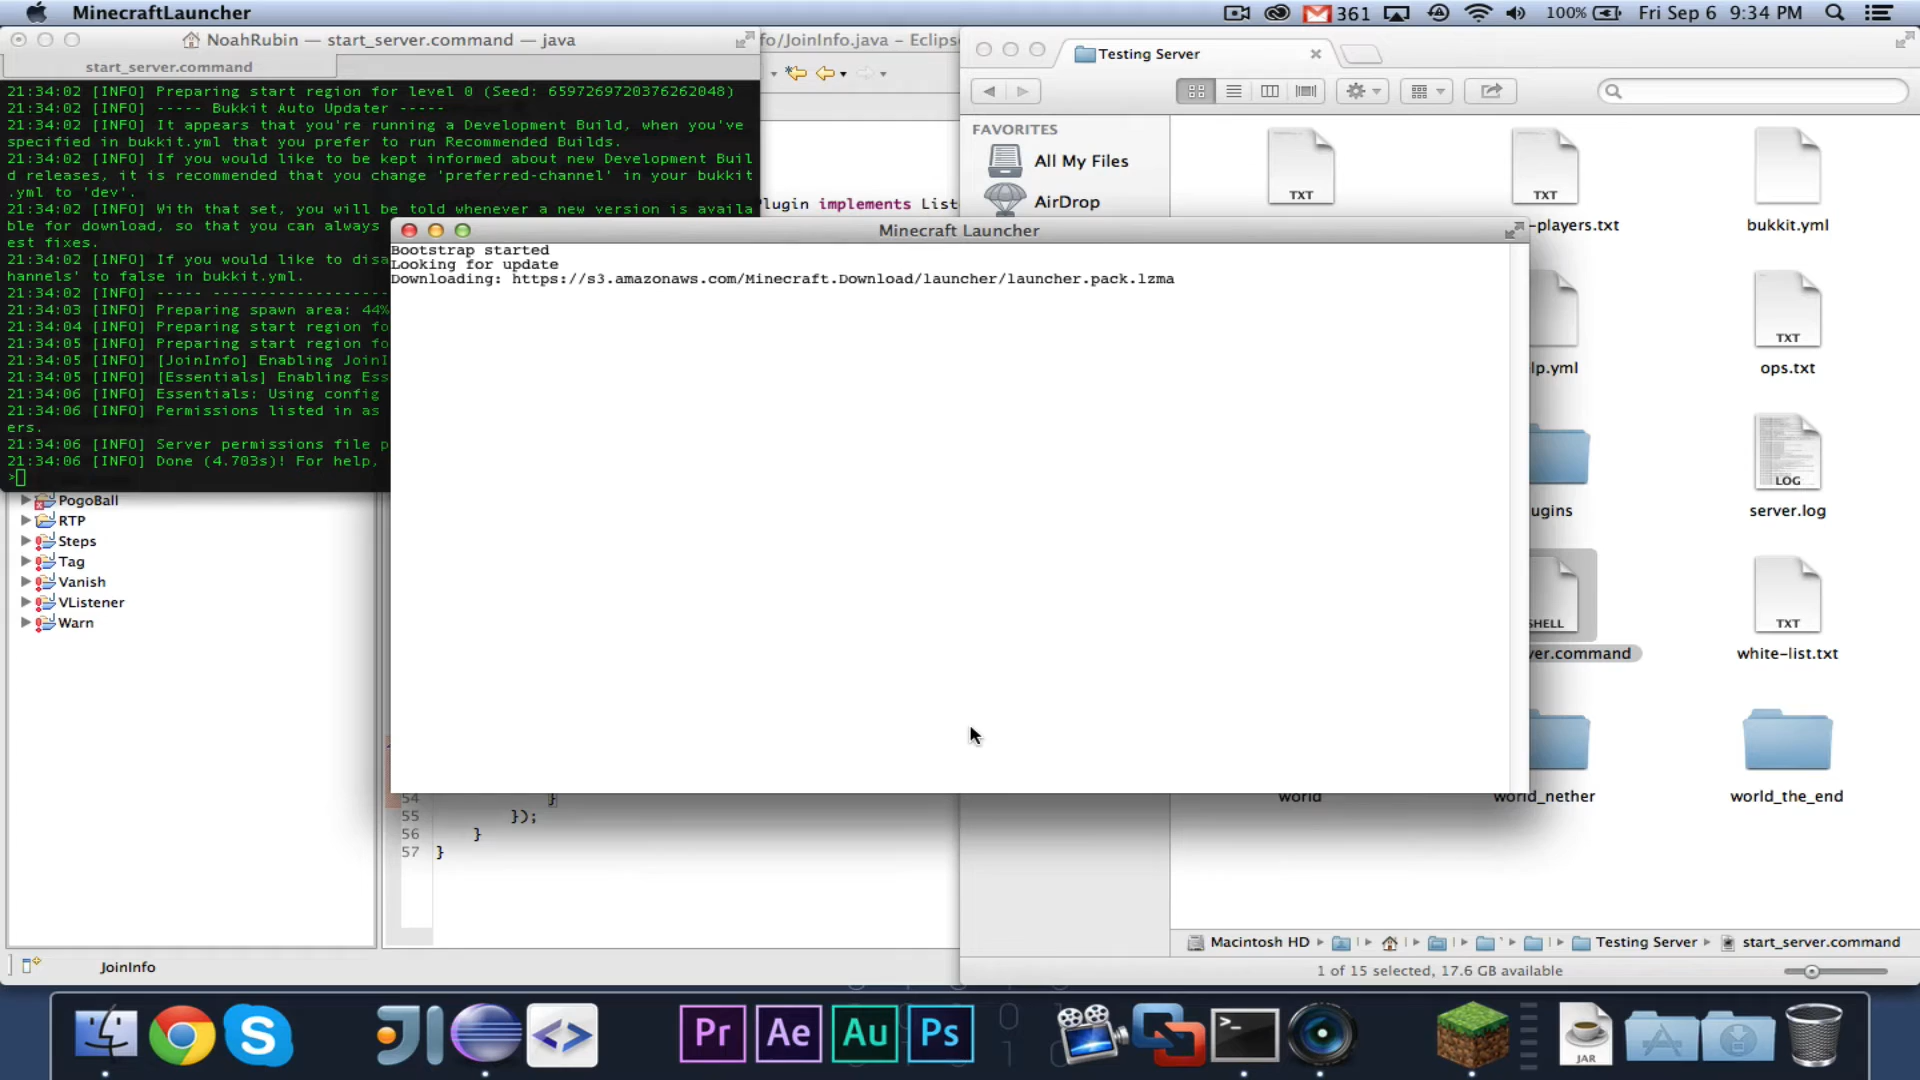 MinecraftLauncher
361
100%
Fri Sep 6 9:34 PM
NoahRubin — start_server.command — java
fo/JoinInfo.java – Eclips
start_server.command
21:34:02 [INFO] Preparing start region for level 0 (Seed: 6597269720376262048)
21:34:02 [INFO] ----- Bukkit Auto Updater -----
21:34:02 [INFO] It appears that you're running a Development Build, when you've
specified in bukkit.yml that you prefer to run Recommended Builds.
21:34:02 [INFO] If you would like to be kept informed about new Development Buil
d releases, it is recommended that you change 'preferred-channel' in your bukkit
.yml to 'dev'.
21:34:02 [INFO] With that set, you will be told whenever a new version is availa
ble for download, so that you can always
est fixes.
21:34:02 [INFO] If you would like to disa
hannels' to false in bukkit.yml.
21:34:02 [INFO] ----- --------------------
21:34:03 [INFO] Preparing spawn area: 44%
21:34:04 [INFO] Preparing start region fo
21:34:05 [INFO] Preparing start region fo
21:34:05 [INFO] [JoinInfo] Enabling JoinI
21:34:05 [INFO] [Essentials] Enabling Ess
21:34:06 [INFO] Essentials: Using config
21:34:06 [INFO] Permissions listed in as
ers.
21:34:06 [INFO] Server permissions file p
21:34:06 [INFO] Done (4.703s)! For help,
>
Plugin implements List
Minecraft Launcher
Bootstrap started
Looking for update
Downloading: https://s3.amazonaws.com/Minecraft.Download/launcher/launcher.pack.lzma
PogoBall
RTP
Steps
Tag
Vanish
VListener
Warn
54 }
55 });
56 }
57 }
JoinInfo
Testing Server
FAVORITES
All My Files
AirDrop
TXT
TXT
-players.txt
bukkit.yml
TXT
lp.yml
ops.txt
LOG
ugins
server.log
SHELL
TXT
ver.command
white-list.txt
world
world_nether
world_the_end
Macintosh HD
Testing Server
start_server.command
1 of 15 selected, 17.6 GB available
Pr
Ae
Au
Ps
JAR